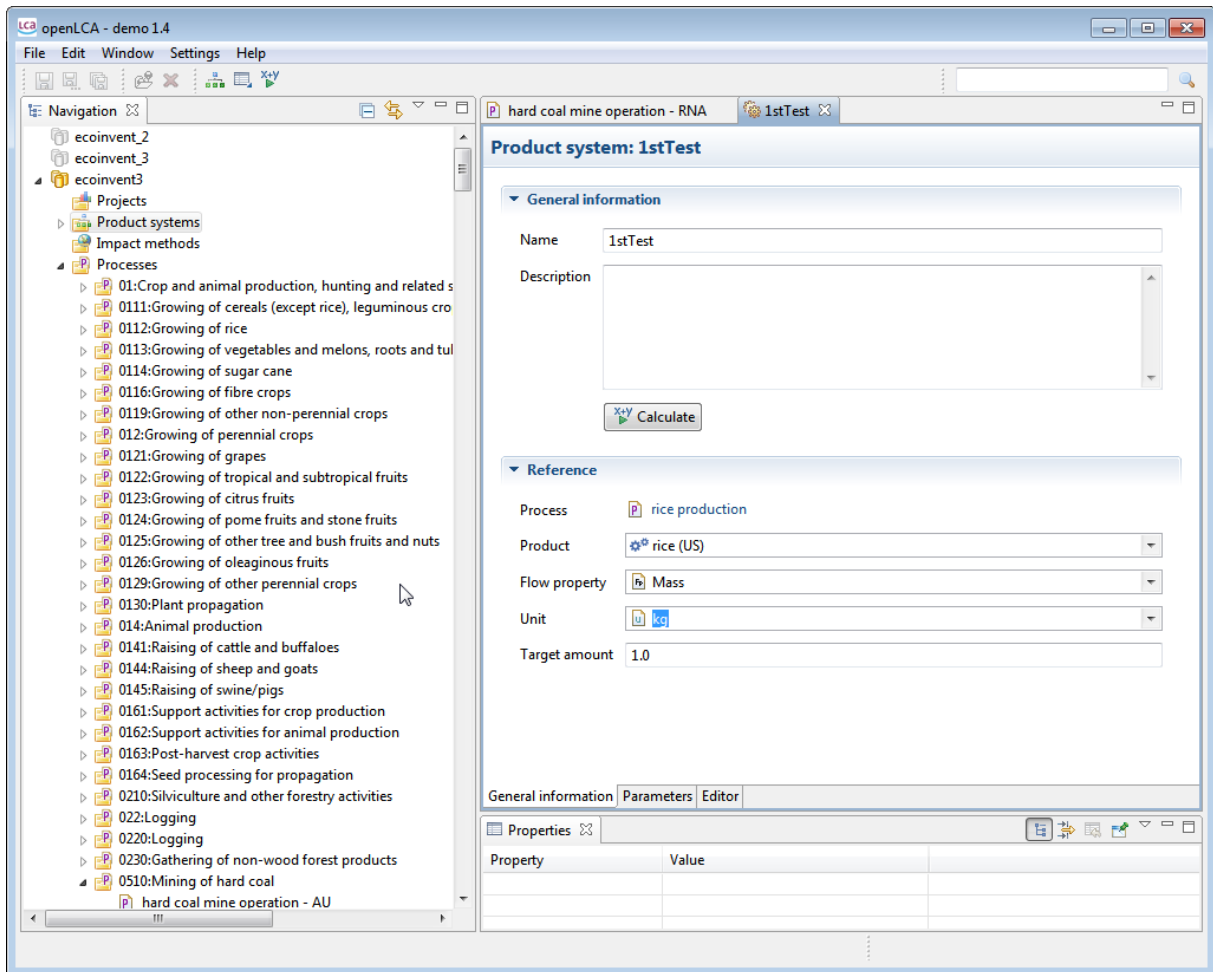 openLCA - demo 1.4
File Edit Window Settings Help
Navigation
ecoinvent_2
ecoinvent_3
ecoinvent3
Projects
Product systems
Impact methods
Processes
01:Crop and animal production, hunting and related s
0111:Growing of cereals (except rice), leguminous cro
0112:Growing of rice
0113:Growing of vegetables and melons, roots and tul
0114:Growing of sugar cane
0116:Growing of fibre crops
0119:Growing of other non-perennial crops
012:Growing of perennial crops
0121:Growing of grapes
0122:Growing of tropical and subtropical fruits
0123:Growing of citrus fruits
0124:Growing of pome fruits and stone fruits
0125:Growing of other tree and bush fruits and nuts
0126:Growing of oleaginous fruits
0129:Growing of other perennial crops
0130:Plant propagation
014:Animal production
0141:Raising of cattle and buffaloes
0144:Raising of sheep and goats
0145:Raising of swine/pigs
0161:Support activities for crop production
0162:Support activities for animal production
0163:Post-harvest crop activities
0164:Seed processing for propagation
0210:Silviculture and other forestry activities
022:Logging
0220:Logging
0230:Gathering of non-wood forest products
0510:Mining of hard coal
hard coal mine operation - AU
hard coal mine operation - RNA 1stTest
Product system: 1stTest
General information
Name 1stTest
Description
Calculate
Reference
Process rice production
Product rice (US)
Flow property Mass
Unit kg
Target amount 1.0
General information Parameters Editor
Properties
Property Value